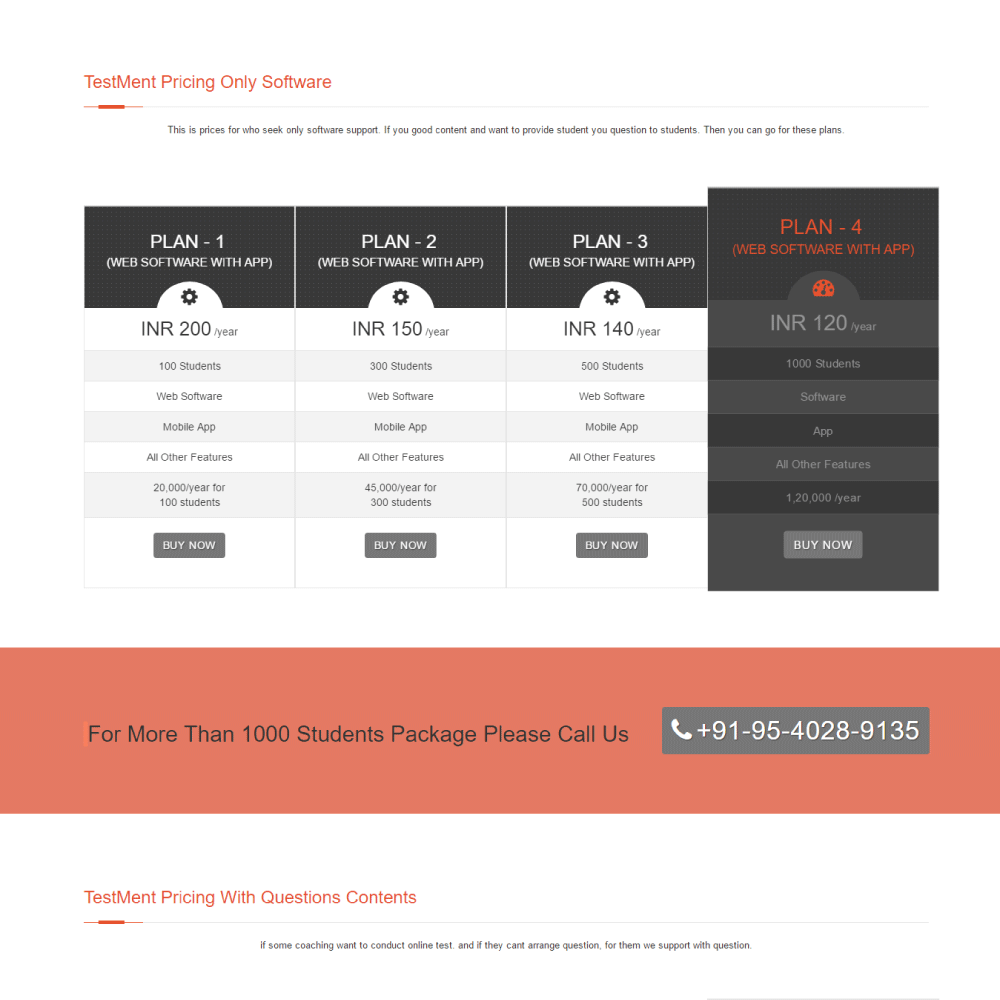 TestMent Pricing Only Software
This is prices for who seek only software support. If you good content and want to provide student you question to students. Then you can go for these plans.
PLAN - 1
(WEB SOFTWARE WITH APP)
INR 200 /year
100 Students
Web Software
Mobile App
All Other Features
20,000/year for
100 students
BUY NOW
PLAN - 2
(WEB SOFTWARE WITH APP)
INR 150 /year
300 Students
Web Software
Mobile App
All Other Features
45,000/year for
300 students
BUY NOW
PLAN - 3
(WEB SOFTWARE WITH APP)
INR 140 /year
500 Students
Web Software
Mobile App
All Other Features
70,000/year for
500 students
BUY NOW
PLAN - 4
(WEB SOFTWARE WITH APP)
INR 120 /year
1000 Students
Software
App
All Other Features
1,20,000 /year
BUY NOW
For More Than 1000 Students Package Please Call Us
+91-95-4028-9135
TestMent Pricing With Questions Contents
if some coaching want to conduct online test. and if they cant arrange question, for them we support with question.